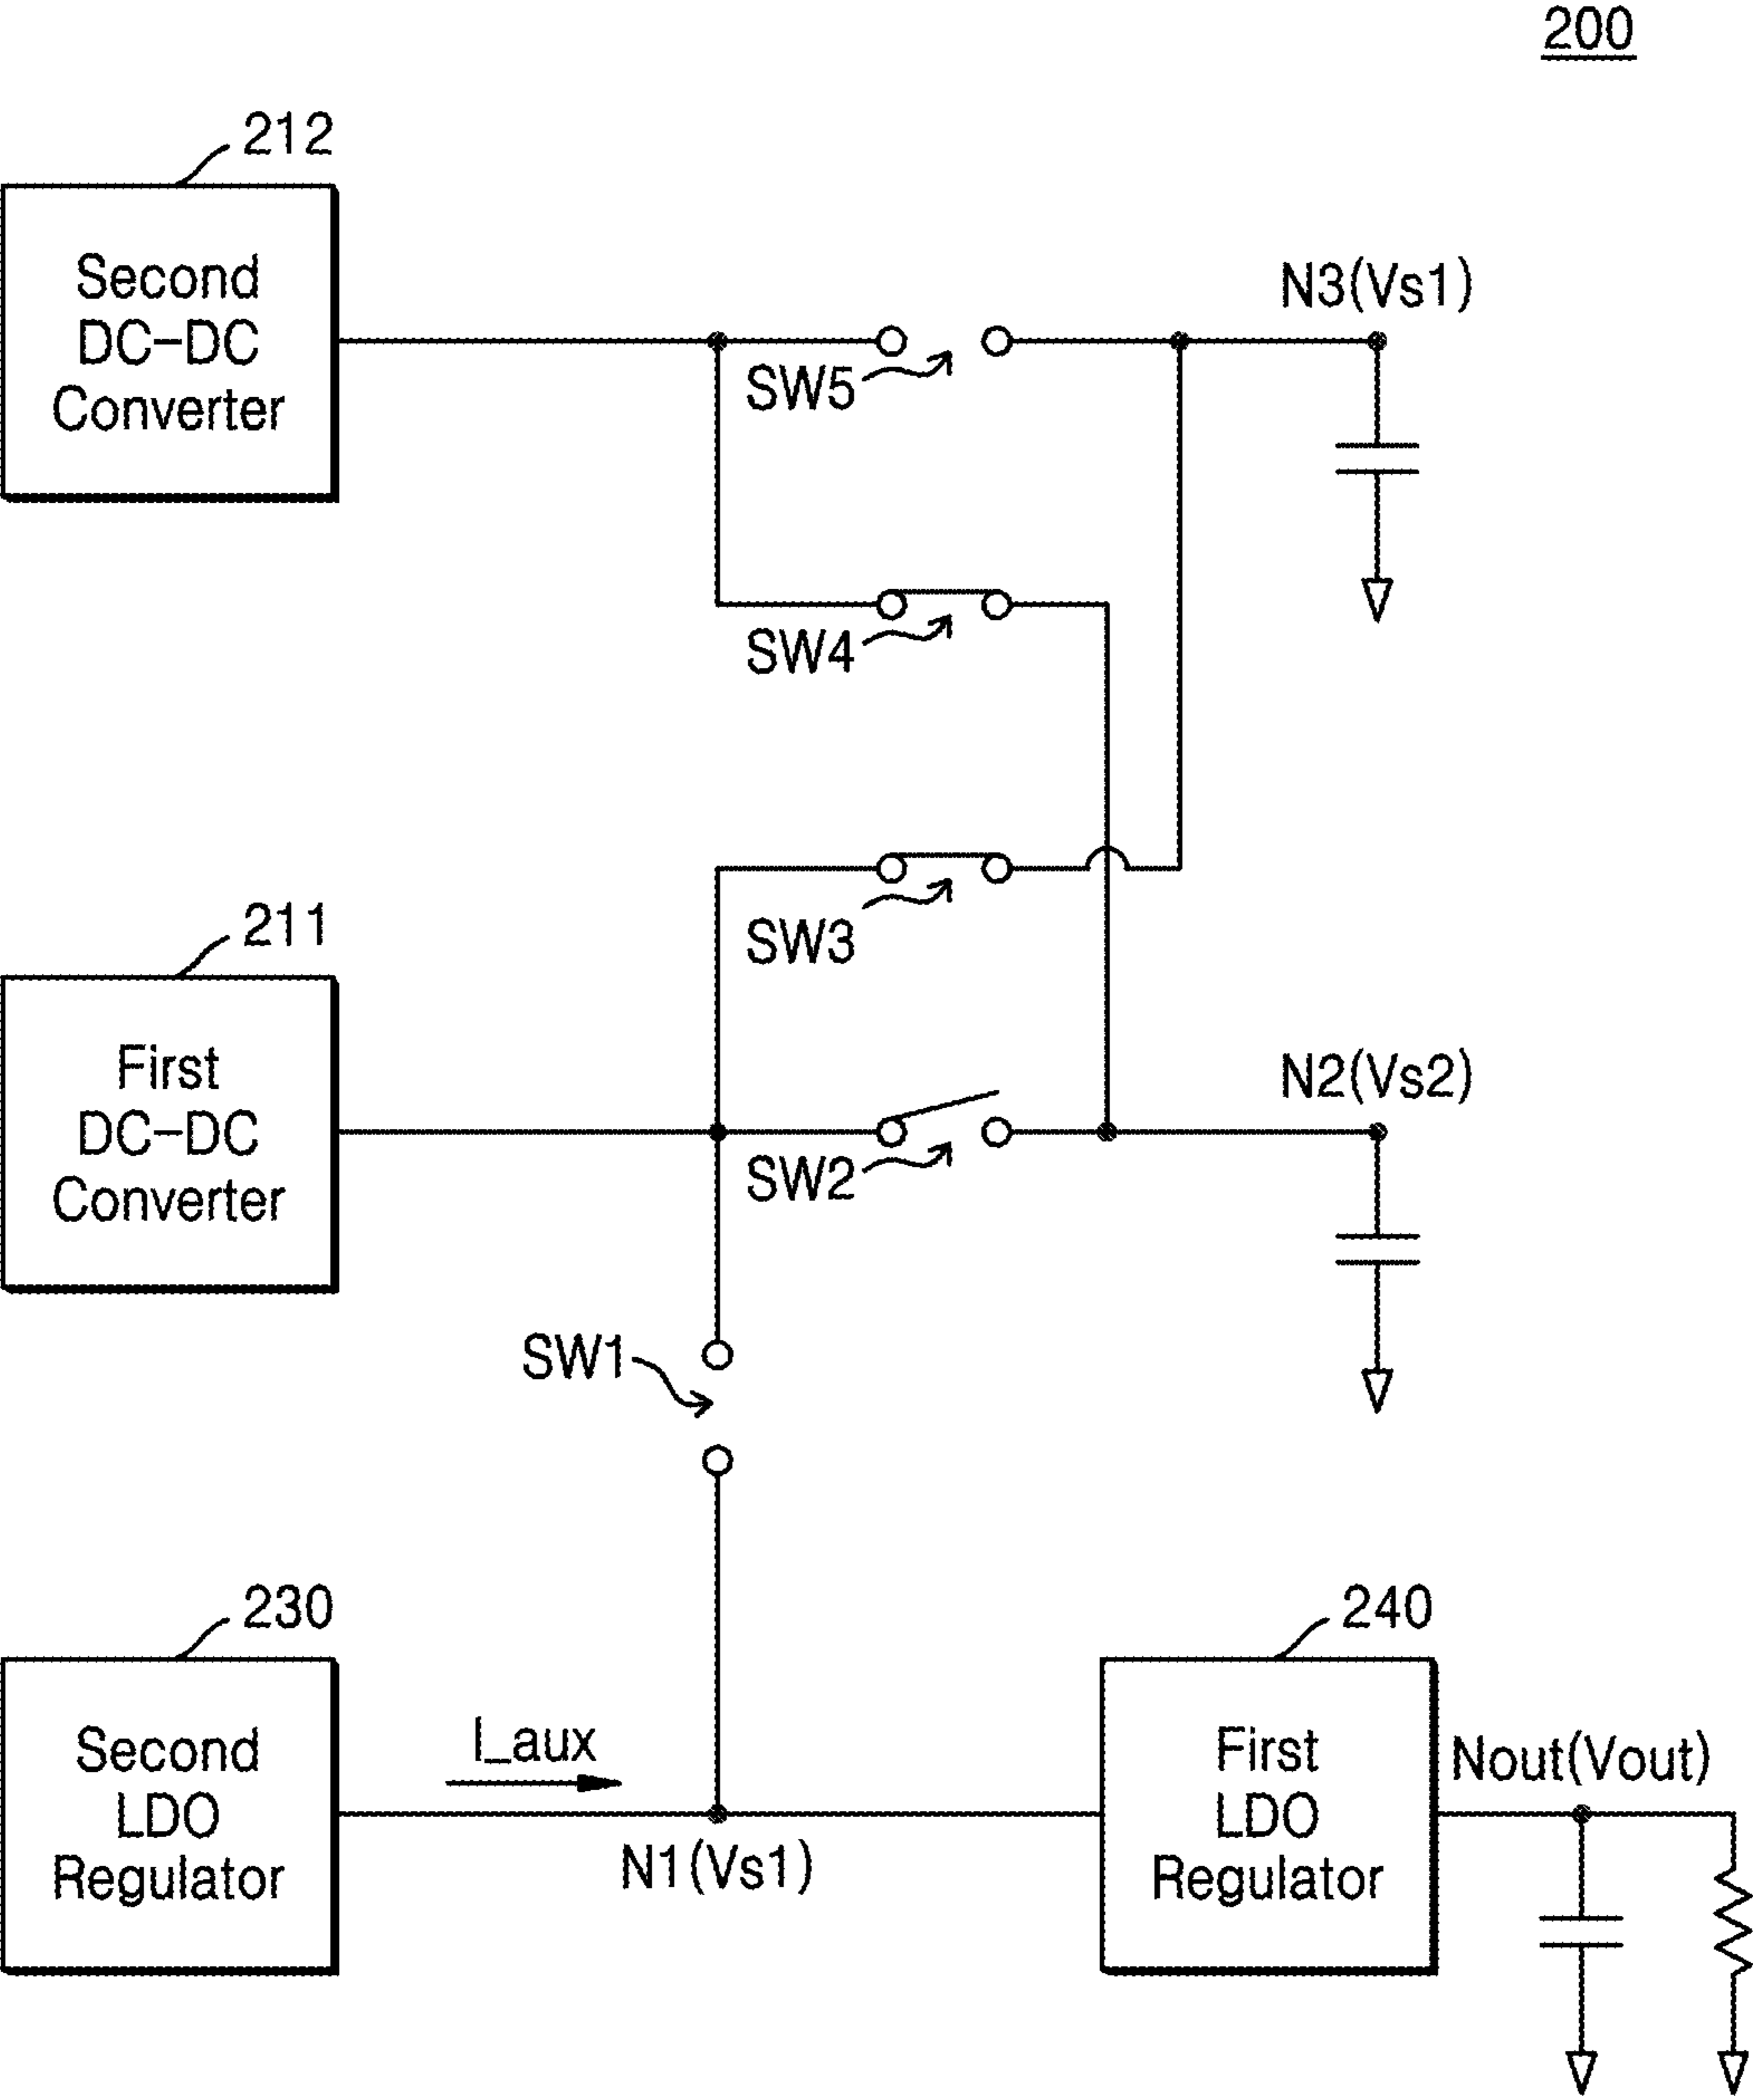 200
212
Second
DC-DC
Converter
N3(Vs1)
SW5
SW4
SW3
211
First
DC-DC
Converter
N2(Vs2)
SW2
SW1
230
240
Second
LDO
Regulator
I_aux
N1(Vs1)
First
LDO
Regulator
Nout(Vout)